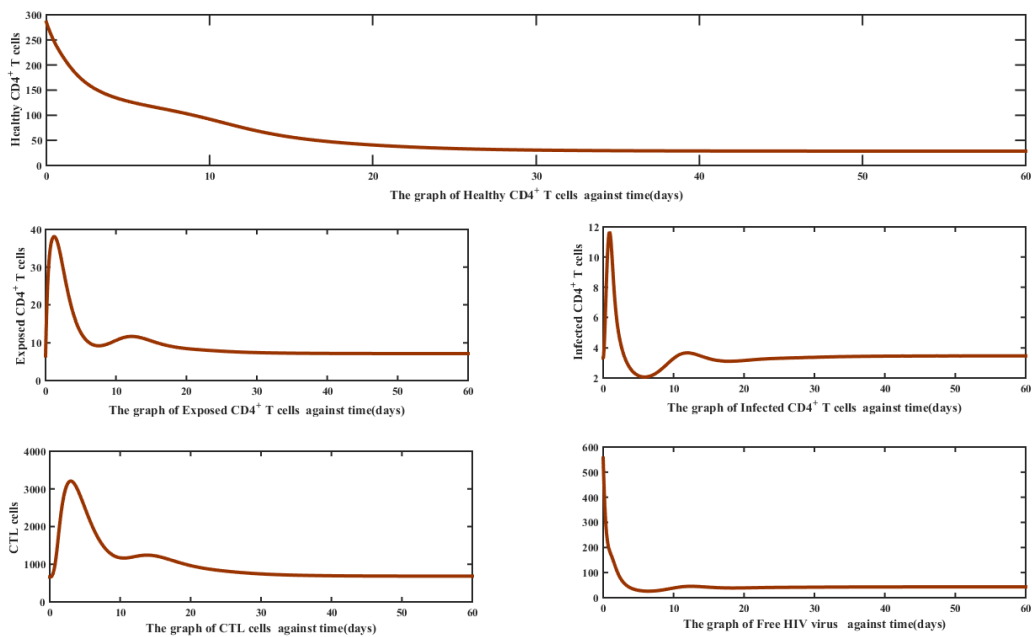 Healthy CD4⁺ T cells
300
250
200
150
100
50
0
0 10 20 30 40 50 60
The graph of Healthy CD4⁺ T cells against time(days)
Exposed CD4⁺ T cells
40
30
20
10
0
0 10 20 30 40 50 60
The graph of Exposed CD4⁺ T cells against time(days)
Infected CD4⁺ T cells
12
10
8
6
4
2
0 10 20 30 40 50 60
The graph of Infected CD4⁺ T cells against time(days)
CTL cells
4000
3000
2000
1000
0
0 10 20 30 40 50 60
The graph of CTL cells against time(days)
600
500
400
300
200
100
0
0 10 20 30 40 50 60
The graph of Free HIV virus against time(days)